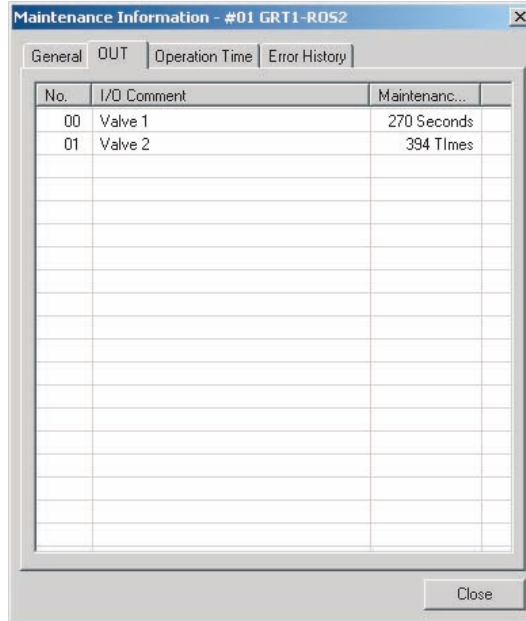 Maintenance Information - #01 GRT1-ROS2
General OUT Operation Time Error History
No. I/O Comment Maintenanc...
00 Valve 1 270 Seconds
01 Valve 2 394 TImes
Close